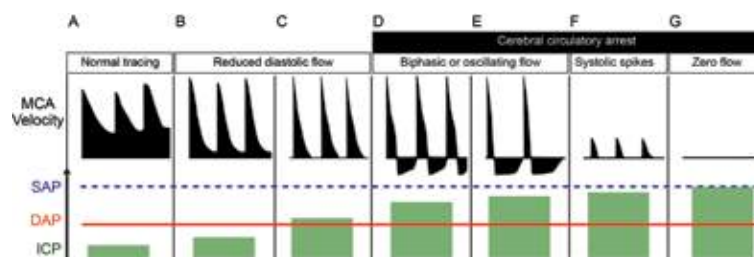 A B C D E F G
Cerebral circulatory arrest
Normal tracing Reduced diastolic flow Biphasic or oscillating flow Systolic spikes Zero flow
MCA
Velocity
SAP
DAP
ICP